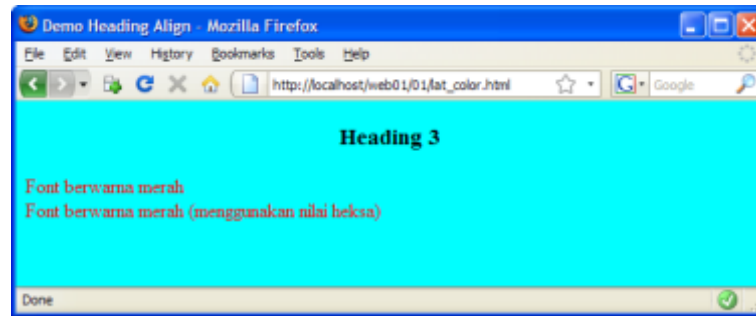 Demo Heading Align - Mozilla Firefox
File Edit View History Bookmarks Tools Help
http://localhost/web01/01/lat_color.html
G Google
Heading 3
Font berwarna merah
Font berwarna merah (menggunakan nilai heksa)
Done